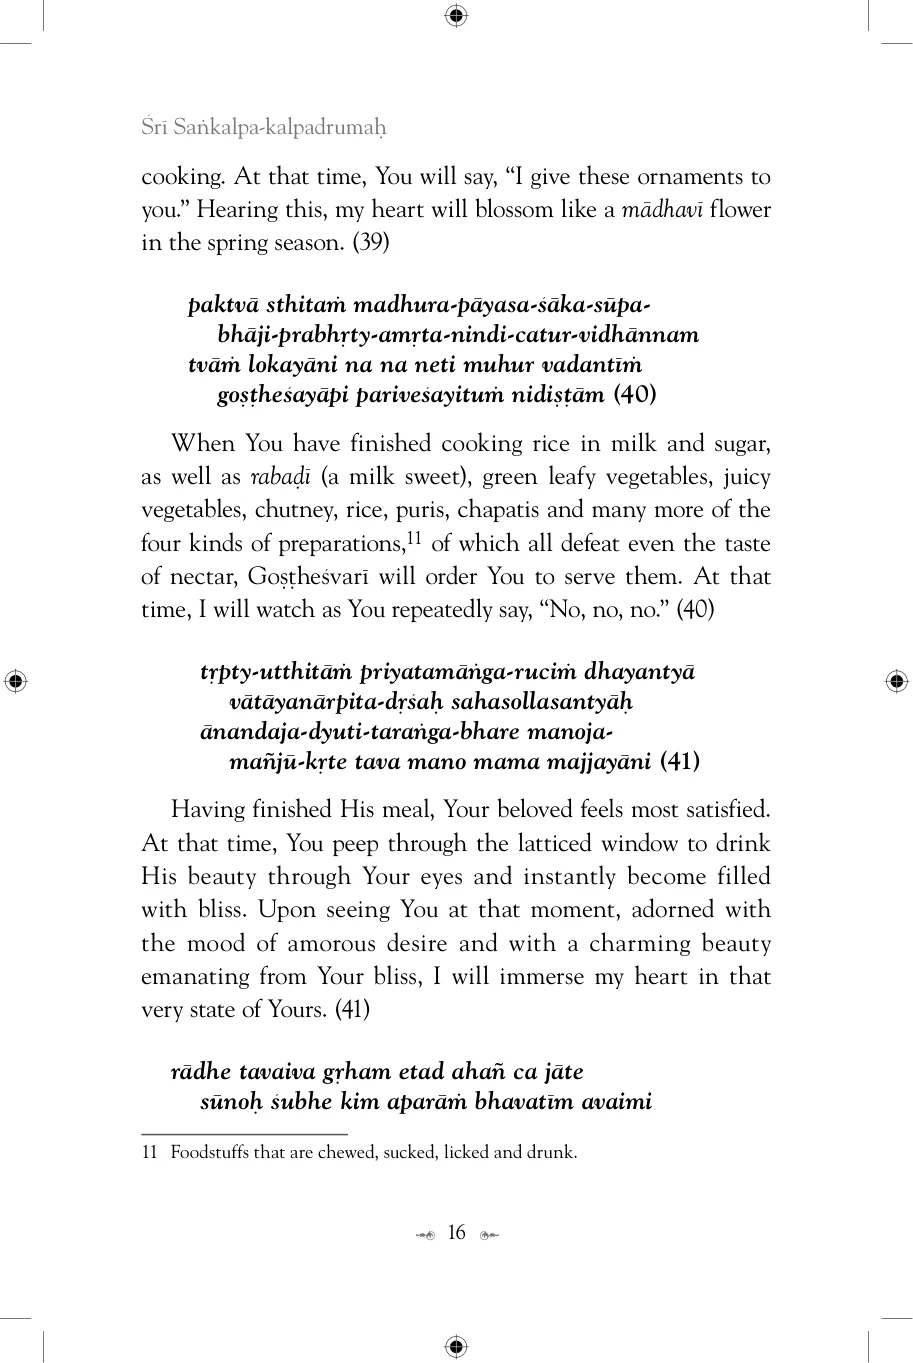 Śrī Saṅkalpa-kalpadrumaḥ
cooking. At that time, You will say, “I give these ornaments to
you.” Hearing this, my heart will blossom like a mādhavī flower
in the spring season. (39)
paktvā sthitaṁ madhura-pāyasa-śāka-sūpa-
bhāji-prabhṛty-amṛta-nindi-catur-vidhānnam
tvāṁ lokayāni na na neti muhur vadantīṁ
goṣṭheśayāpi pariveśayituṁ nidiṣṭām (40)
When You have finished cooking rice in milk and sugar,
as well as rabaḍī (a milk sweet), green leafy vegetables, juicy
vegetables, chutney, rice, puris, chapatis and many more of the
four kinds of preparations,11 of which all defeat even the taste
of nectar, Goṣṭheśvarī will order You to serve them. At that
time, I will watch as You repeatedly say, “No, no, no.” (40)
tṛpty-utthitāṁ priyatamāṅga-ruciṁ dhayantyā
vātāyanārpita-dṛśaḥ sahasollasantyāḥ
ānandaja-dyuti-taraṅga-bhare manoja-
mañjū-kṛte tava mano mama majjayāni (41)
Having finished His meal, Your beloved feels most satisfied.
At that time, You peep through the latticed window to drink
His beauty through Your eyes and instantly become filled
with bliss. Upon seeing You at that moment, adorned with
the mood of amorous desire and with a charming beauty
emanating from Your bliss, I will immerse my heart in that
very state of Yours. (41)
rādhe tavaiva gṛham etad ahañ ca jāte
sūnoḥ śubhe kim aparāṁ bhavatīm avaimi
11 Foodstuffs that are chewed, sucked, licked and drunk.
16